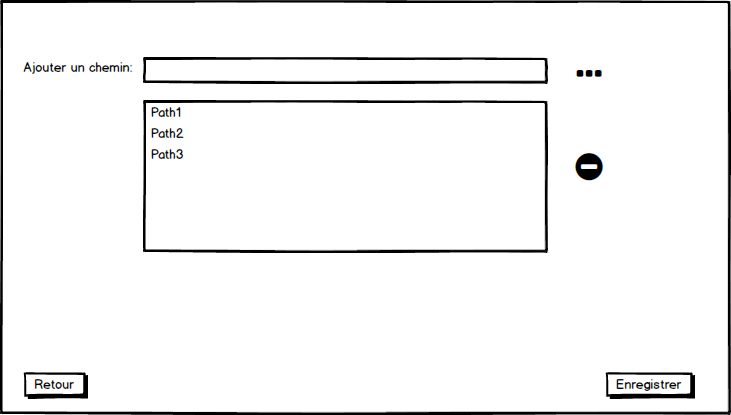 Ajouter un chemin:
Path1
Path2
Path3
Retour
Enregistrer